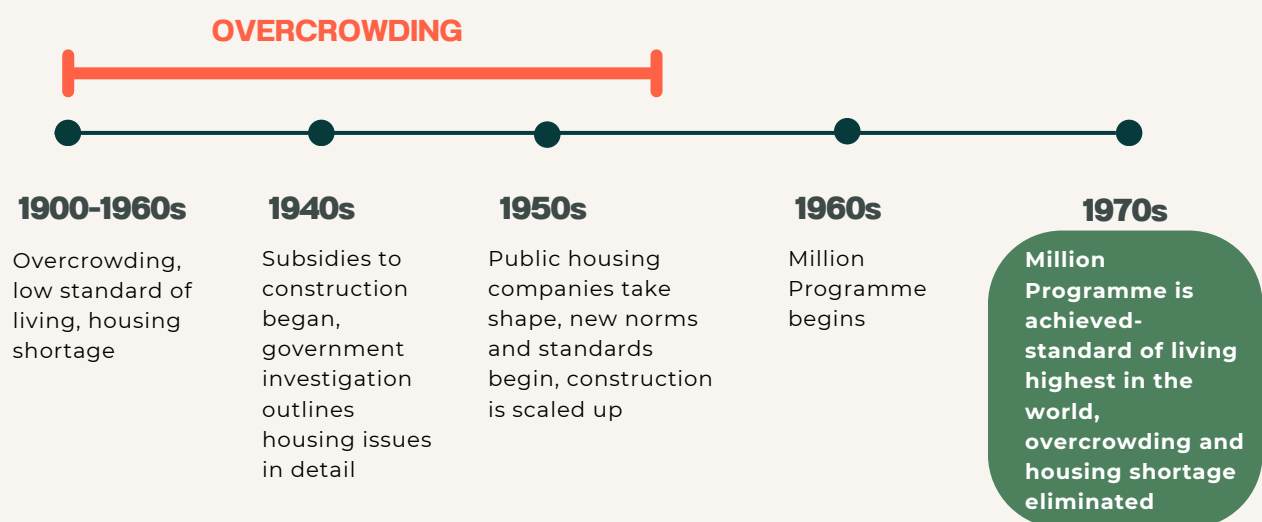 OVERCROWDING
1900-1960s
Overcrowding,
low standard of
living, housing
shortage
1940s
Subsidies to
construction
began,
government
investigation
outlines
housing issues
in detail
1950s
Public housing
companies take
shape, new norms
and standards
begin, construction
is scaled up
1960s
Million
Programme
begins
1970s
Million
Programme is
achieved-
standard of living
highest in the
world,
overcrowding and
housing shortage
eliminated